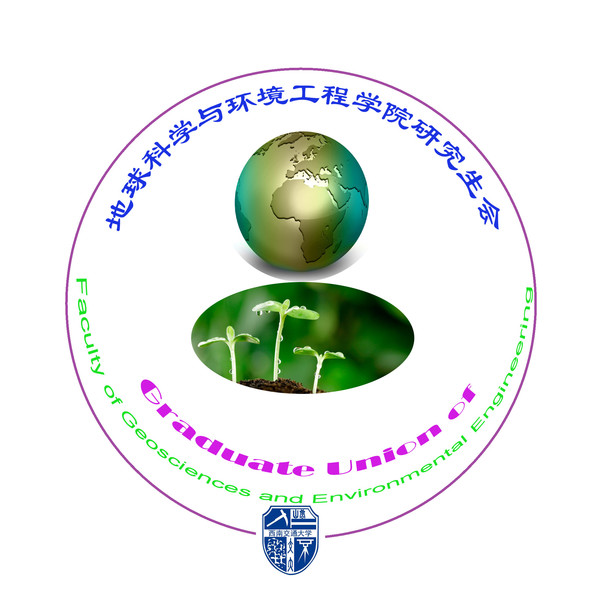 地球科学与环境工程学院研究生会
Graduate Union of
Faculty of Geosciences and Environmental Engineering
西南交通大学